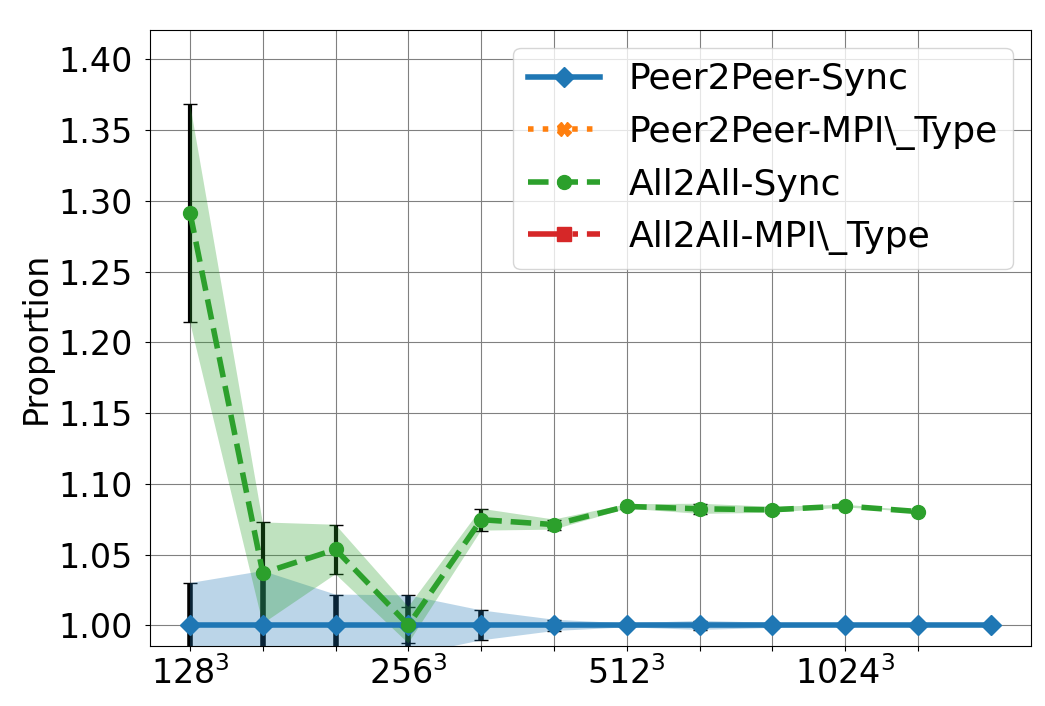 1.40
1.35
1.30
1.25
1.20
1.15
1.10
1.05
1.00
Proportion
Peer2Peer-Sync
Peer2Peer-MPI\_Type
All2All-Sync
All2All-MPI\_Type
128³ 256³ 512³ 1024³